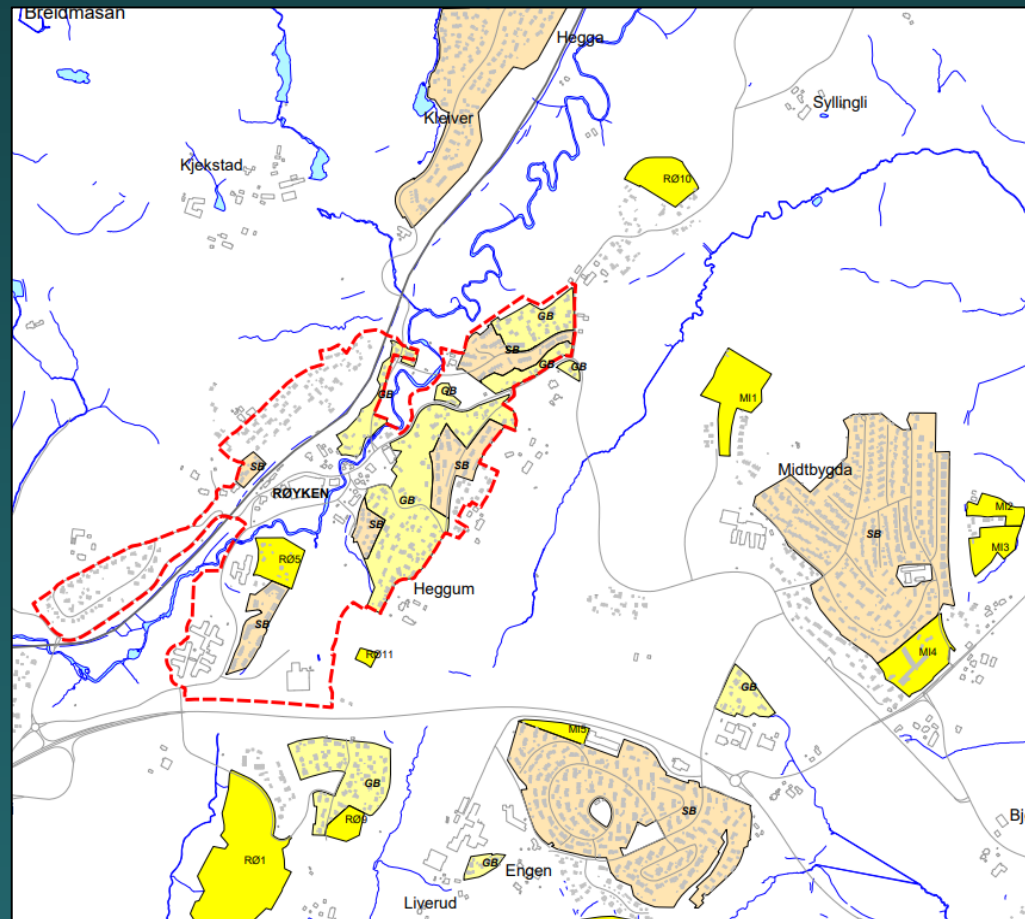 Breidmåsan
Hegga
Syllingli
Kleiver
Kjekstad
RØ10
GB
SB
GB
GB
GB
GB
MI1
SB
SB
Midtbygda
RØYKEN
GB
MI2
SB
SB
MI3
RØ5
Heggum
SB
MI4
RØ11
GB
MI5
GB
SB
RØ9
RØ1
GB
Engen
Liverud